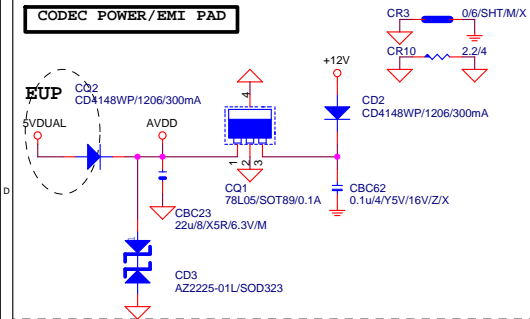 CODEC POWER/EMI PAD
CR3 0/6/SHT/M/X
CR10 2.2/4
+12V
EUP
CQ2
CD4148WP/1206/300mA
5VDUAL
AVDD
4
CD2
CD4148WP/1206/300mA
1 2 3
CQ1
78L05/SOT89/0.1A
CBC62
0.1u/4/Y5V/16V/Z/X
CBC23
22u/8/X5R/6.3V/M
CD3
AZ2225-01L/SOD323
D